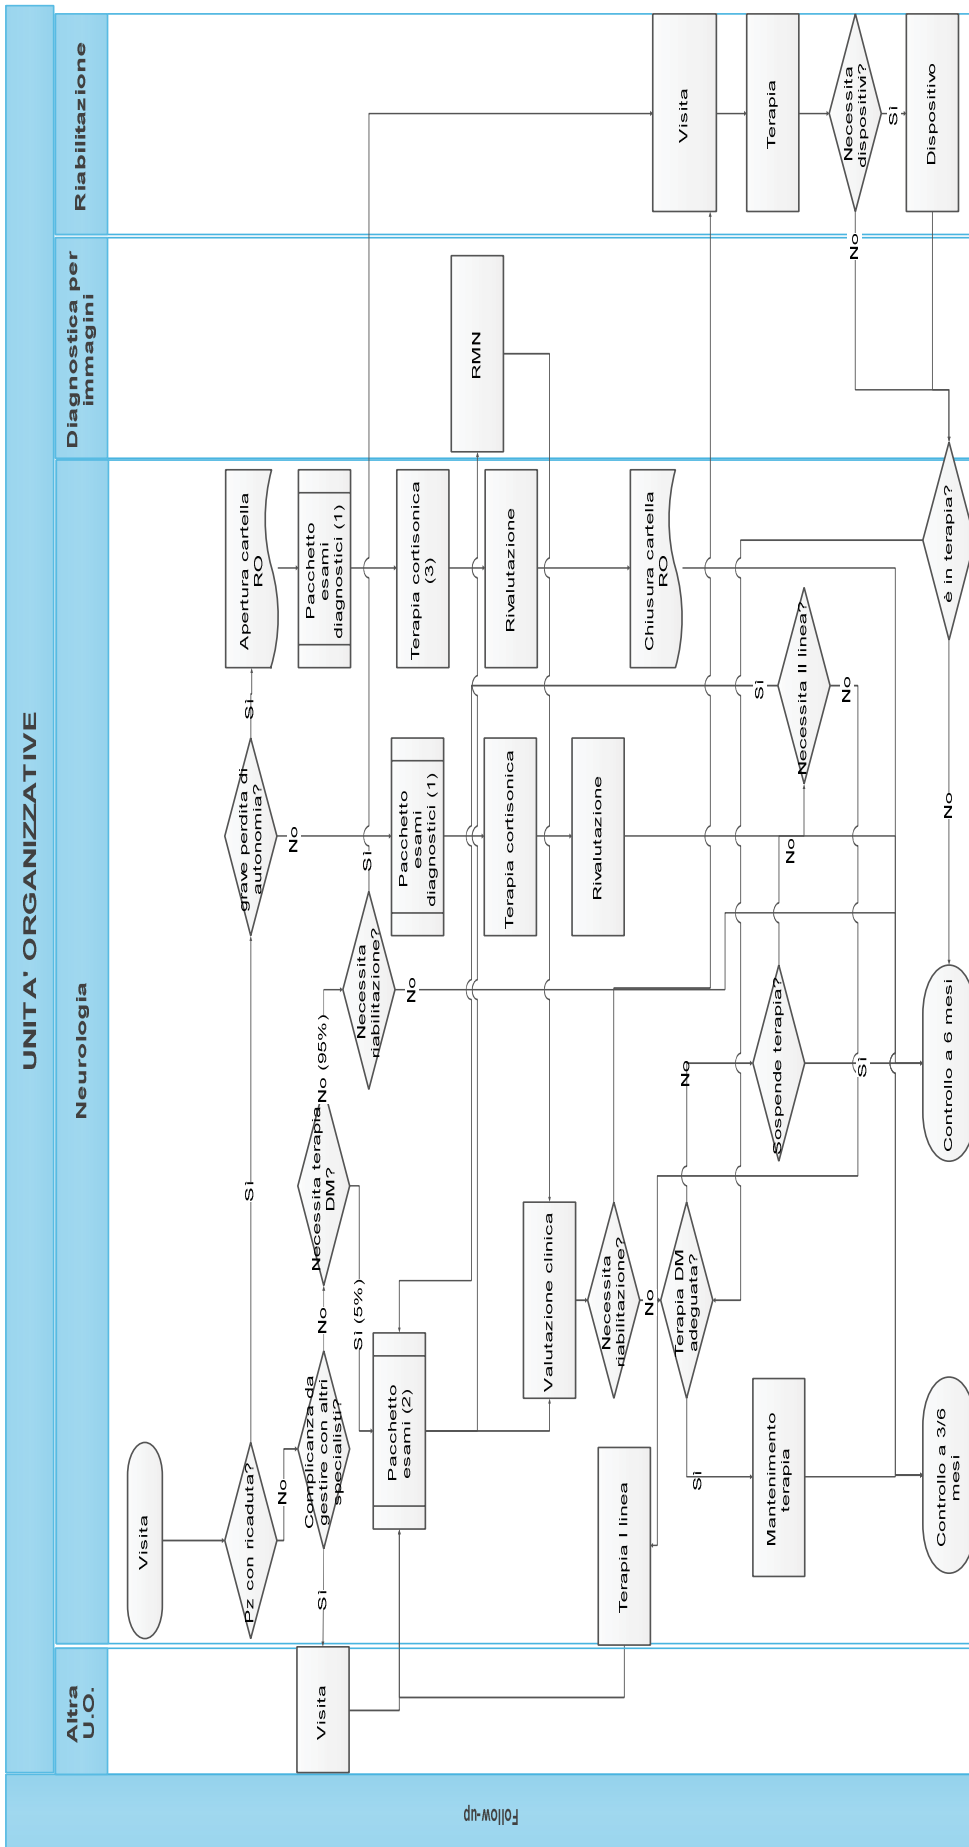 UNITA' ORGANIZZATIVE
Follow-up
Altra
U.O.
Neurologia
Diagnostica per
immagini
Riabilitazione
Visita
Pz con ricaduta?
Sì
No
grave perdita di
autonomia?
Sì
No
Apertura cartella
RO
Complicanza da
gestire con altri
specialisti?
Sì
No
Visita
Necessita terapia
DM?
No (95%)
Sì (5%)
Necessita
riabilitazione?
Sì
No
Pacchetto
esami
diagnostici (1)
Pacchetto
esami (2)
Pacchetto
esami
diagnostici (1)
Terapia cortisonica
(3)
RMN
Terapia cortisonica
Rivalutazione
Valutazione clinica
Rivalutazione
Necessita
riabilitazione?
No
Terapia I linea
Chiusura cartella
RO
Visita
Terapia DM
adeguata?
Sì
No
Mantenimento
terapia
Sospende terapia?
No
Sì
Necessita II linea?
Sì
No
Terapia
Necessita
dispositivi?
Sì
No
Dispositivo
è in terapia?
No
Controllo a 6 mesi
Controllo a 3/6
mesi